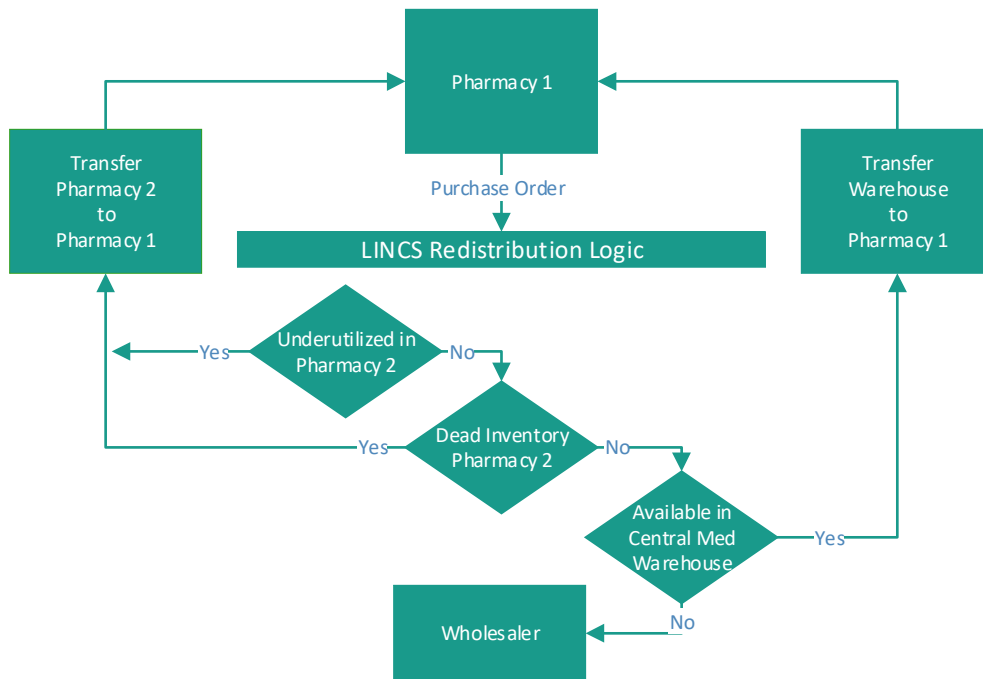 Pharmacy 1
Transfer
Pharmacy 2
to
Pharmacy 1
Transfer
Warehouse
to
Pharmacy 1
Purchase Order
LINCS Redistribution Logic
Underutilized in
Pharmacy 2
Yes
No
Dead Inventory
Pharmacy 2
Yes
No
Available in
Central Med
Warehouse
Yes
No
Wholesaler